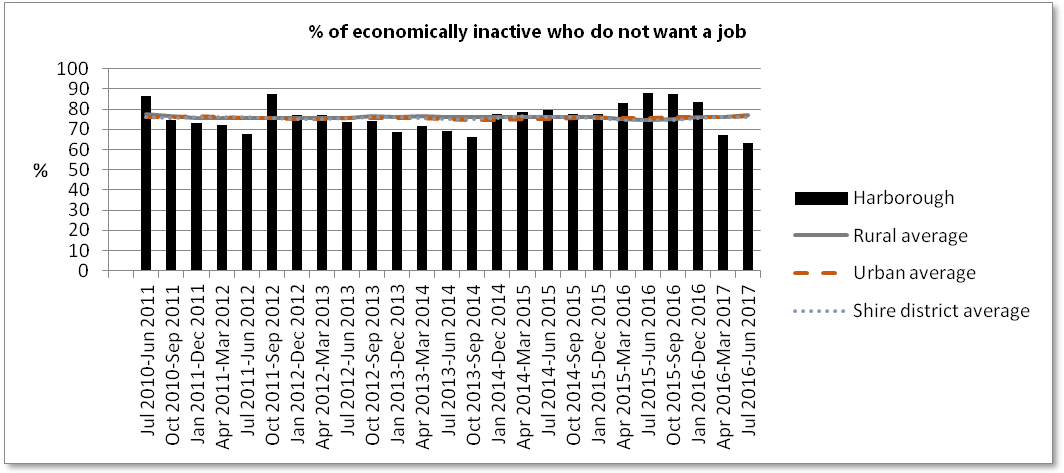 % of economically inactive who do not want a job
100
90
80
70
60
50
40
30
20
10
0
%
Jul 2010-Jun 2011
Oct 2010-Sep 2011
Jan 2011-Dec 2011
Apr 2011-Mar 2012
Jul 2011-Jun 2012
Oct 2011-Sep 2012
Jan 2012-Dec 2012
Apr 2012-Mar 2013
Jul 2012-Jun 2013
Oct 2012-Sep 2013
Jan 2013-Dec 2013
Apr 2013-Mar 2014
Jul 2013-Jun 2014
Oct 2013-Sep 2014
Jan 2014-Dec 2014
Apr 2014-Mar 2015
Jul 2014-Jun 2015
Oct 2014-Sep 2015
Jan 2015-Dec 2015
Apr 2015-Mar 2016
Jul 2015-Jun 2016
Oct 2015-Sep 2016
Jan 2016-Dec 2016
Apr 2016-Mar 2017
Jul 2016-Jun 2017
Harborough
Rural average
Urban average
Shire district average